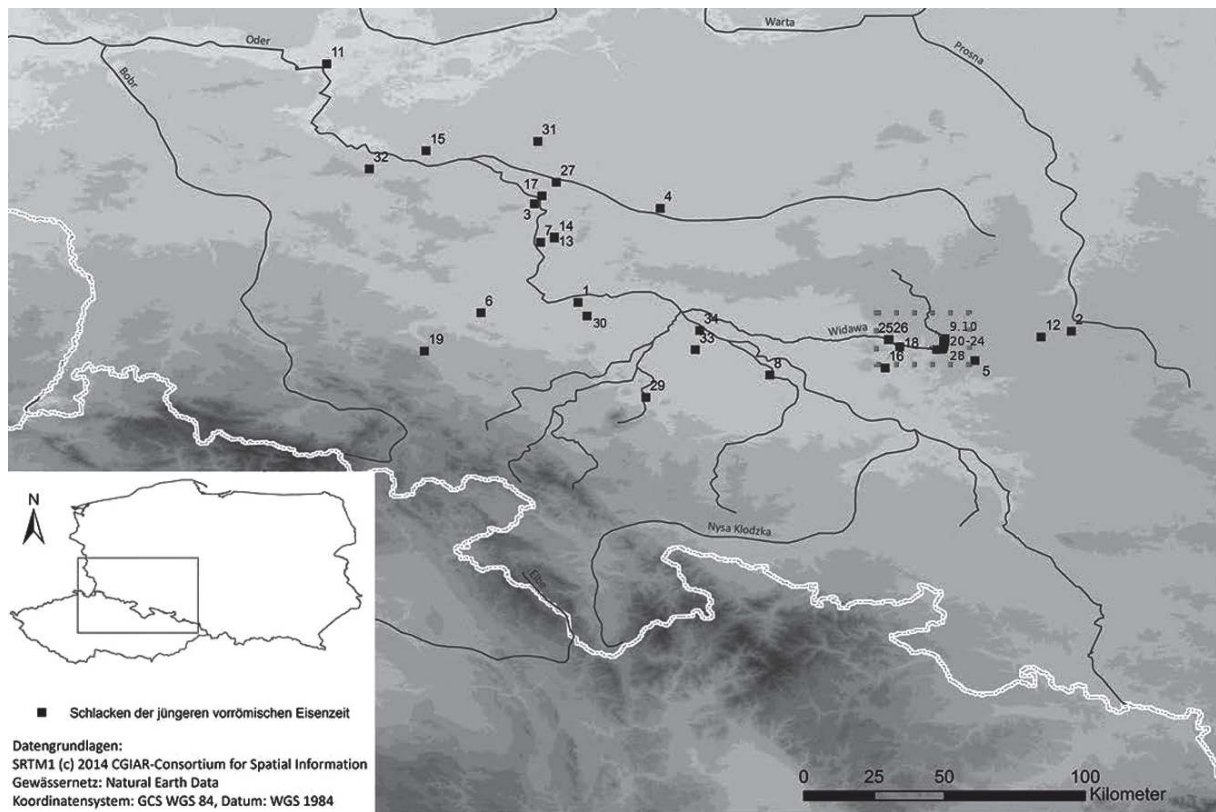 Warta
Oder
Prosna
11
Bobr
31
15
32
27
17
4
3
14
7
13
1
6
30
34
9.10
2
Widawa
2526
12
20-24
19
33
18
28
16
5
8
29
N
Nysa Klodzka
Elbe
Schlacken der jüngeren vorrömischen Eisenzeit
Datengrundlagen:
SRTM1 (c) 2014 CGIAR-Consortium for Spatial Information
Gewässernetz: Natural Earth Data
Koordinatensystem: GCS WGS 84, Datum: WGS 1984
0 25 50 100
Kilometer